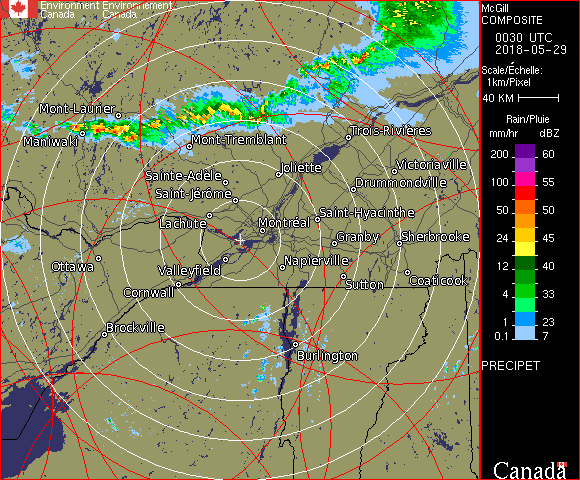 Environment Environnement
Canada Canada
McGill
COMPOSITE
0030 UTC
2018-05-29
Scale/Échelle:
1km/Pixel
40 KM
Rain/Pluie
mm/hr dBZ
200 60
100 55
50 50
24 45
12 40
4 33
1 23
0.1 7
PRECIPET
Canada
Mont-Laurier
Maniwaki
Mont-Tremblant
Trois-Rivières
Joliette
Victoriaville
Sainte-Adèle
Drummondville
Saint-Jérôme
Saint-Hyacinthe
Lachute
Montréal
Granby
Sherbrooke
Ottawa
Valleyfield
Napierville
Cornwall
Sutton
Coaticook
Brockville
Burlington